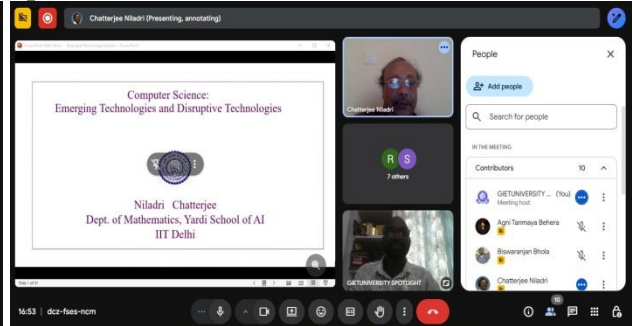 Chatterjee Niladri (Presenting, annotating)
Computer Science:
Emerging Technologies and Disruptive Technologies
Niladri Chatterjee
Dept. of Mathematics, Yardi School of AI
IIT Delhi
Chatterjee Niladri
R S
7 others
GIETUNIVERSITY SPOTLIGHT
People
Add people
Search for people
IN THE MEETING
Contributors 10
GIETUNIVERSITY ... (You)
Meeting host
Agni Tanmaya Behera
Biswaranjan Bhola
Chatterjee Niladri
16:53 | dcz-fses-ncm
10